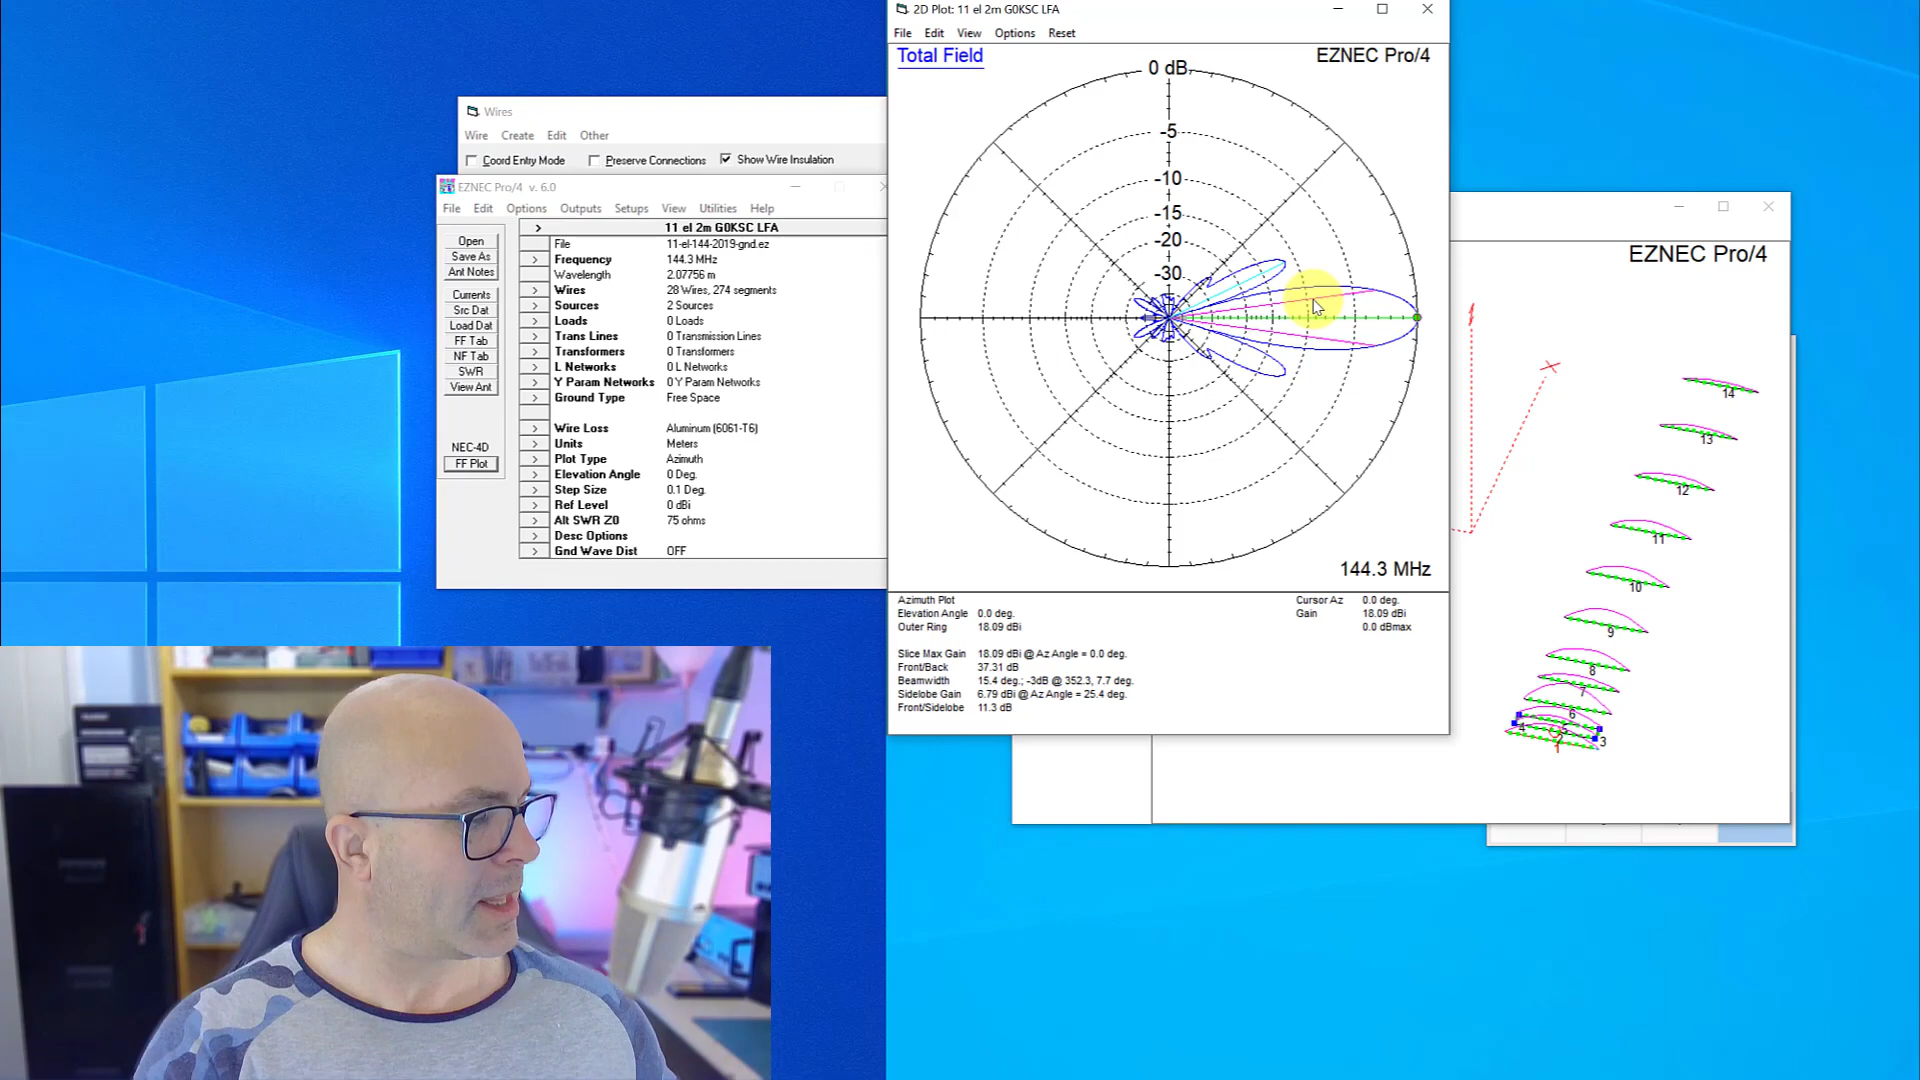 2D Plot: 11 el 2m G0KSC LFA
File Edit View Options Reset
Total Field
EZNEC Pro/4
0 dB
-5
-10
-15
-20
-30
144.3 MHz
Azimuth Plot
Elevation Angle 0.0 deg.
Outer Ring 18.09 dBi
Cursor Az 0.0 deg.
Gain 18.09 dBi
0.0 dBmax
Slice Max Gain 18.09 dBi @ Az Angle = 0.0 deg.
Front/Back 37.31 dB
Beamwidth 15.4 deg.; -3dB @ 352.3, 7.7 deg.
Sidelobe Gain 6.79 dBi @ Az Angle = 25.4 deg.
Front/Sidelobe 11.3 dB
Wires
Wire Create Edit Other
Coord Entry Mode Preserve Connections Show Wire Insulation
EZNEC Pro/4 v. 6.0
File Edit Options Outputs Setups View Utilities Help
Open
Save As
Ant Notes
Currents
Src Dat
Load Dat
FF Tab
NF Tab
SWR
View Ant
NEC-4D
FF Plot
> 11 el 2m G0KSC LFA
File 11-el-144-2019-gnd.ez
> Frequency 144.3 MHz
Wavelength 2.07756 m
> Wires 28 Wires, 274 segments
> Sources 2 Sources
> Loads 0 Loads
> Trans Lines 0 Transmission Lines
> Transformers 0 Transformers
> L Networks 0 L Networks
> Y Param Networks 0 Y Param Networks
> Ground Type Free Space
> Wire Loss Aluminum (6061-T6)
> Units Meters
> Plot Type Azimuth
> Elevation Angle 0 Deg.
> Step Size 0.1 Deg.
> Ref Level 0 dBi
> Alt SWR Z0 75 ohms
> Desc Options
> Gnd Wave Dist OFF
EZNEC Pro/4
14
13
12
11
10
9
8
7
6
5
4
3
2
1